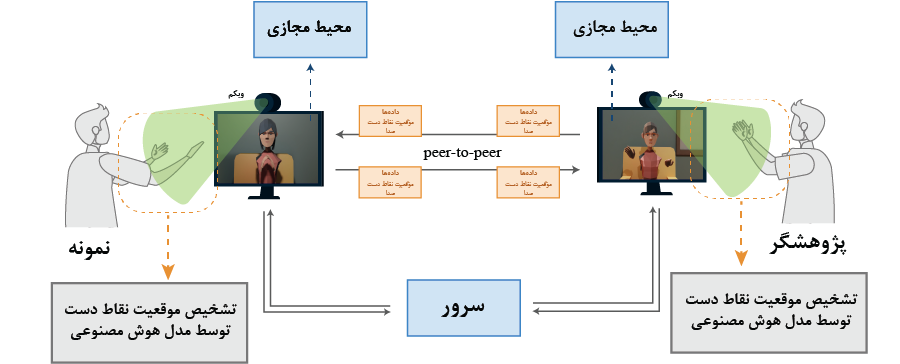 محیط مجازی
محیط مجازی
وبکم
وبکم
داده‌ها
موقعیت نقاط دست
صدا
داده‌ها
موقعیت نقاط دست
صدا
peer-to-peer
داده‌ها
موقعیت نقاط دست
صدا
داده‌ها
موقعیت نقاط دست
صدا
پژوهشگر
نمونه
سرور
تشخیص موقعیت نقاط دست
توسط مدل هوش مصنوعی
تشخیص موقعیت نقاط دست
توسط مدل هوش مصنوعی